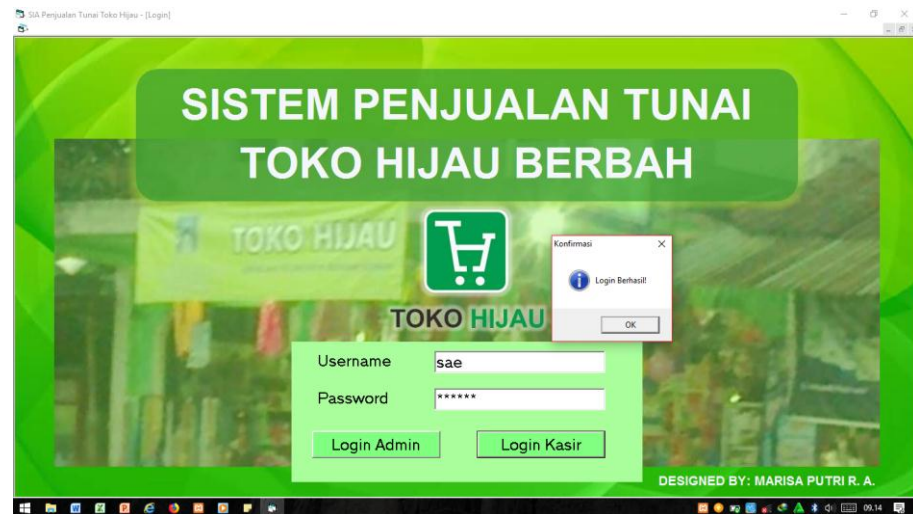 SIA Penjualan Tunai Toko Hijau - [Login]
SISTEM PENJUALAN TUNAI
TOKO HIJAU BERBAH
TOKO HIJAU
Konfirmasi
Login Berhasil!
OK
TOKO HIJAU
Username
sae
Password
******
Login Admin
Login Kasir
DESIGNED BY: MARISA PUTRI R. A.
09.14